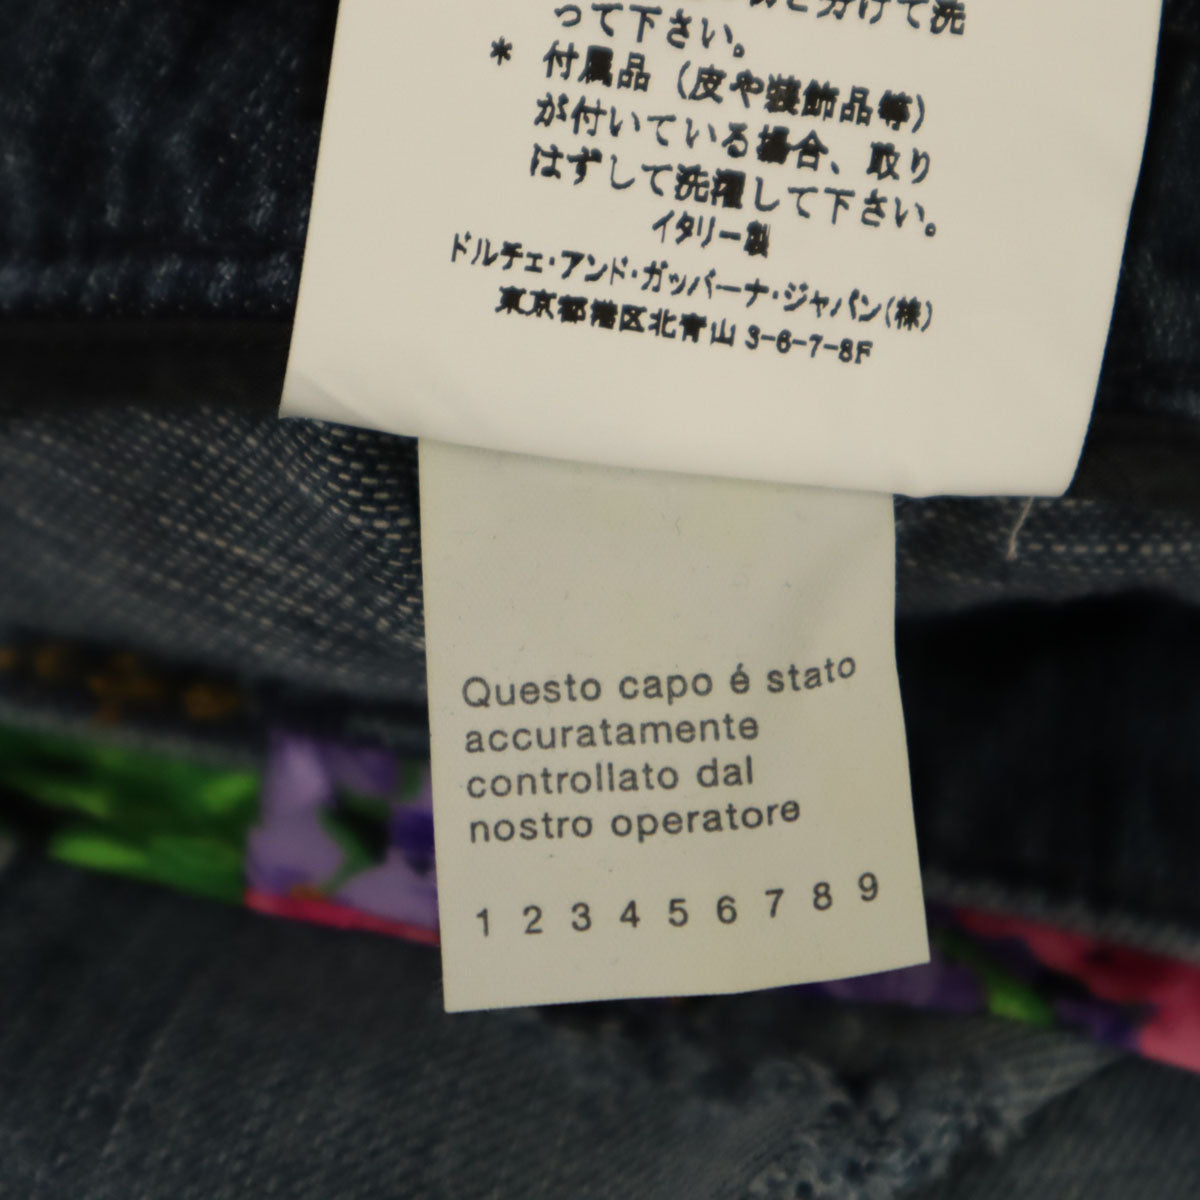 分けて洗
って下さい。
* 付属品（皮や装飾品等）
が付いている場合、取り
はずして洗濯して下さい。
イタリー製
ドルチェ・アンド・ガッバーナ・ジャパン（株）
東京都港区北青山 3-6-7-8F
Questo capo é stato
accuratamente
controllato dal
nostro operatore
1 2 3 4 5 6 7 8 9